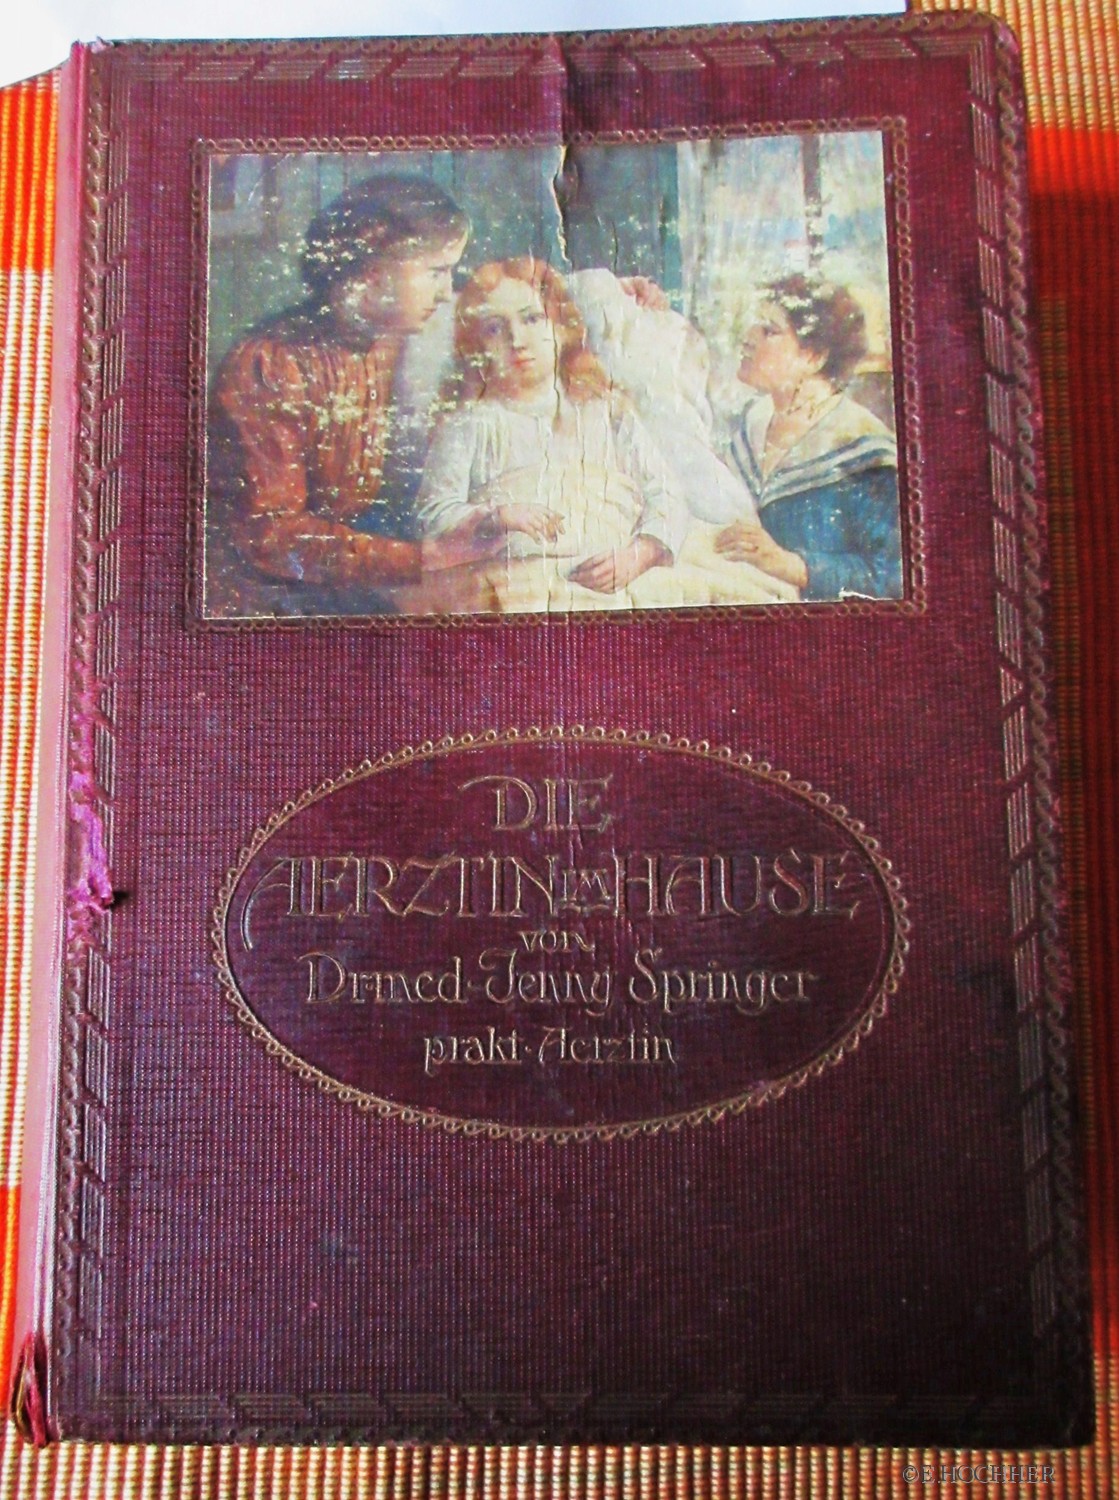 DIE
AERZTIN IM HAUSE
von
Dr·med·Jenny Springer
prakt·Aerztin
©E.HOCHHER